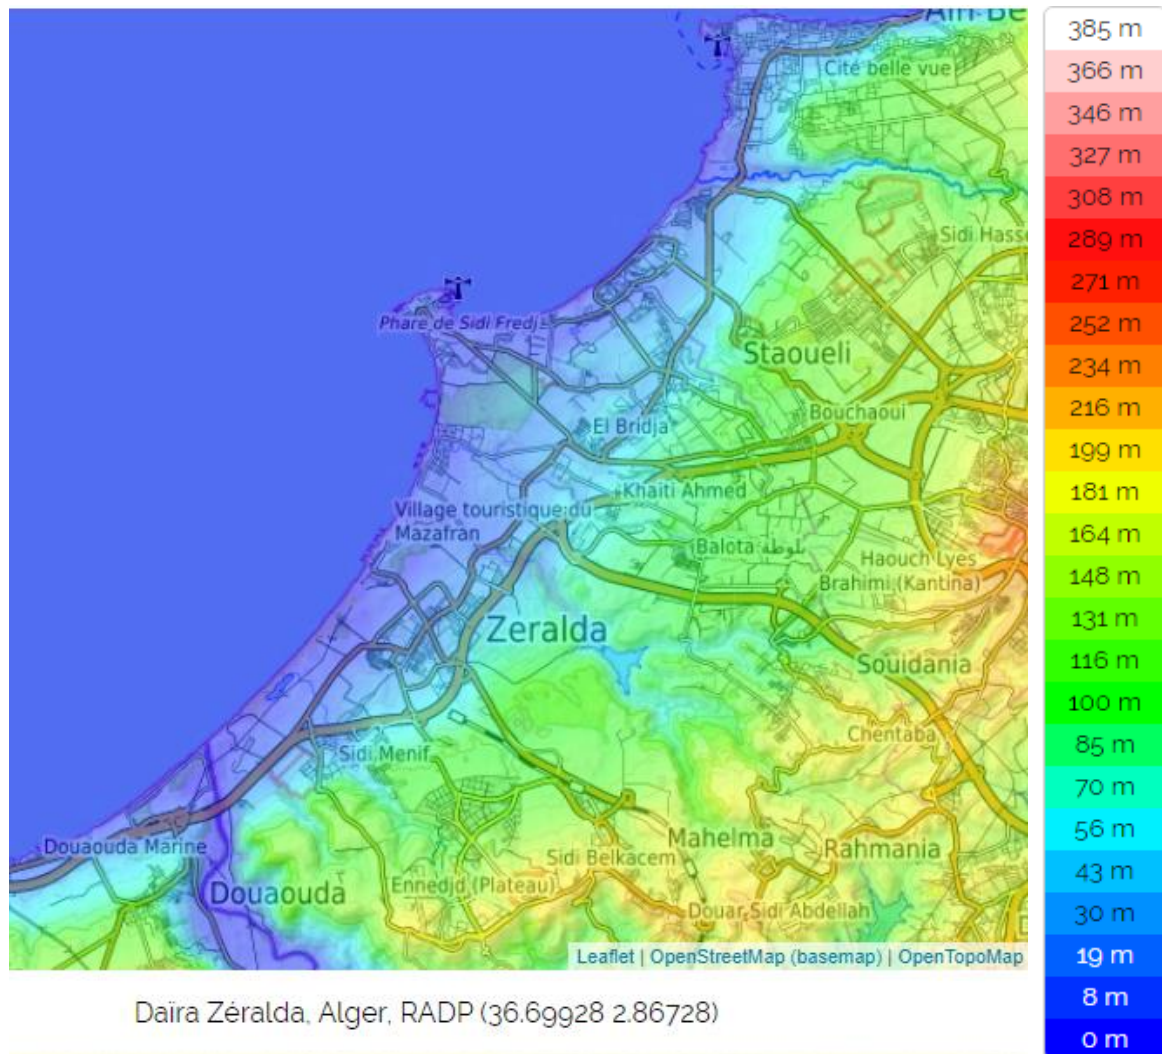 Ain Be
385 m
366 m
Cité belle vue
346 m
327 m
308 m
Sidi Hass
289 m
271 m
Phare de Sidi Fredj
252 m
Staoueli
234 m
Bouchaoui
216 m
El Bridja
199 m
Khaiti Ahmed
181 m
Village touristique du
Mazafran
164 m
Balota بلوطة
Haouch Lyes
148 m
Brahimi (Kantina)
131 m
Zeralda
116 m
Souidania
100 m
Chentaba
85 m
Sidi Menif
70 m
56 m
Mahelma
Douaouda Marine
Rahmania
Sidi Belkacem
43 m
Ennedjd (Plateau)
Douaouda
30 m
Douar Sidi Abdellah
19 m
Leaflet | OpenStreetMap (basemap) | OpenTopoMap
8 m
Daïra Zéralda, Alger, RADP (36.69928 2.86728)
0 m